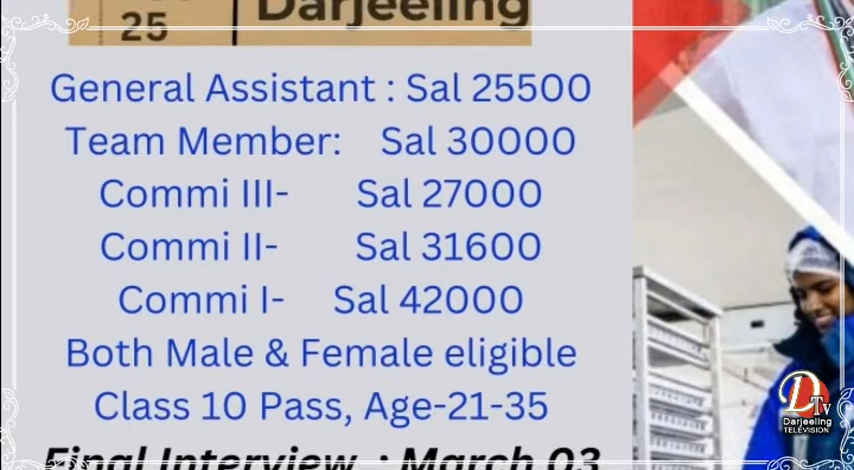 25
Darjeeling
General Assistant : Sal 25500
Team Member: Sal 30000
Commi III- Sal 27000
Commi II- Sal 31600
Commi I- Sal 42000
Both Male & Female eligible
Class 10 Pass, Age-21-35
Final Interview : March 03
D Tv
Darjeeling
TELEVISION